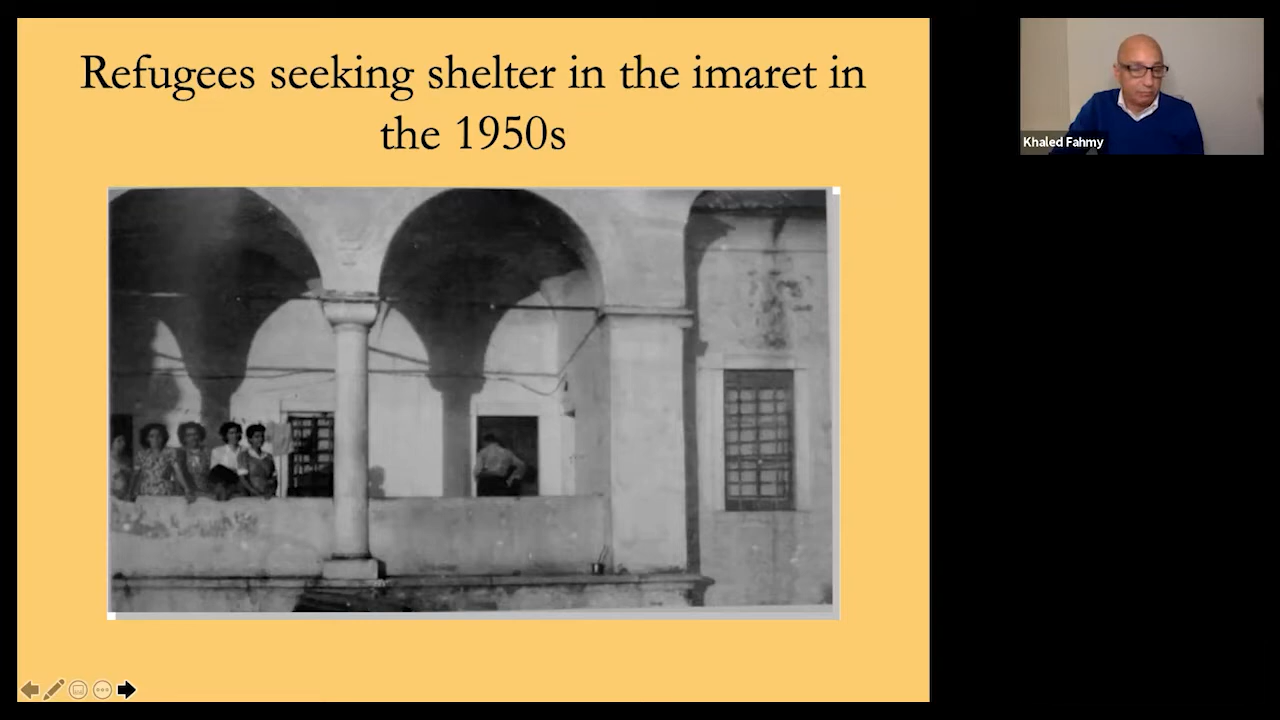 Refugees seeking shelter in the imaret in
the 1950s
Khaled Fahmy